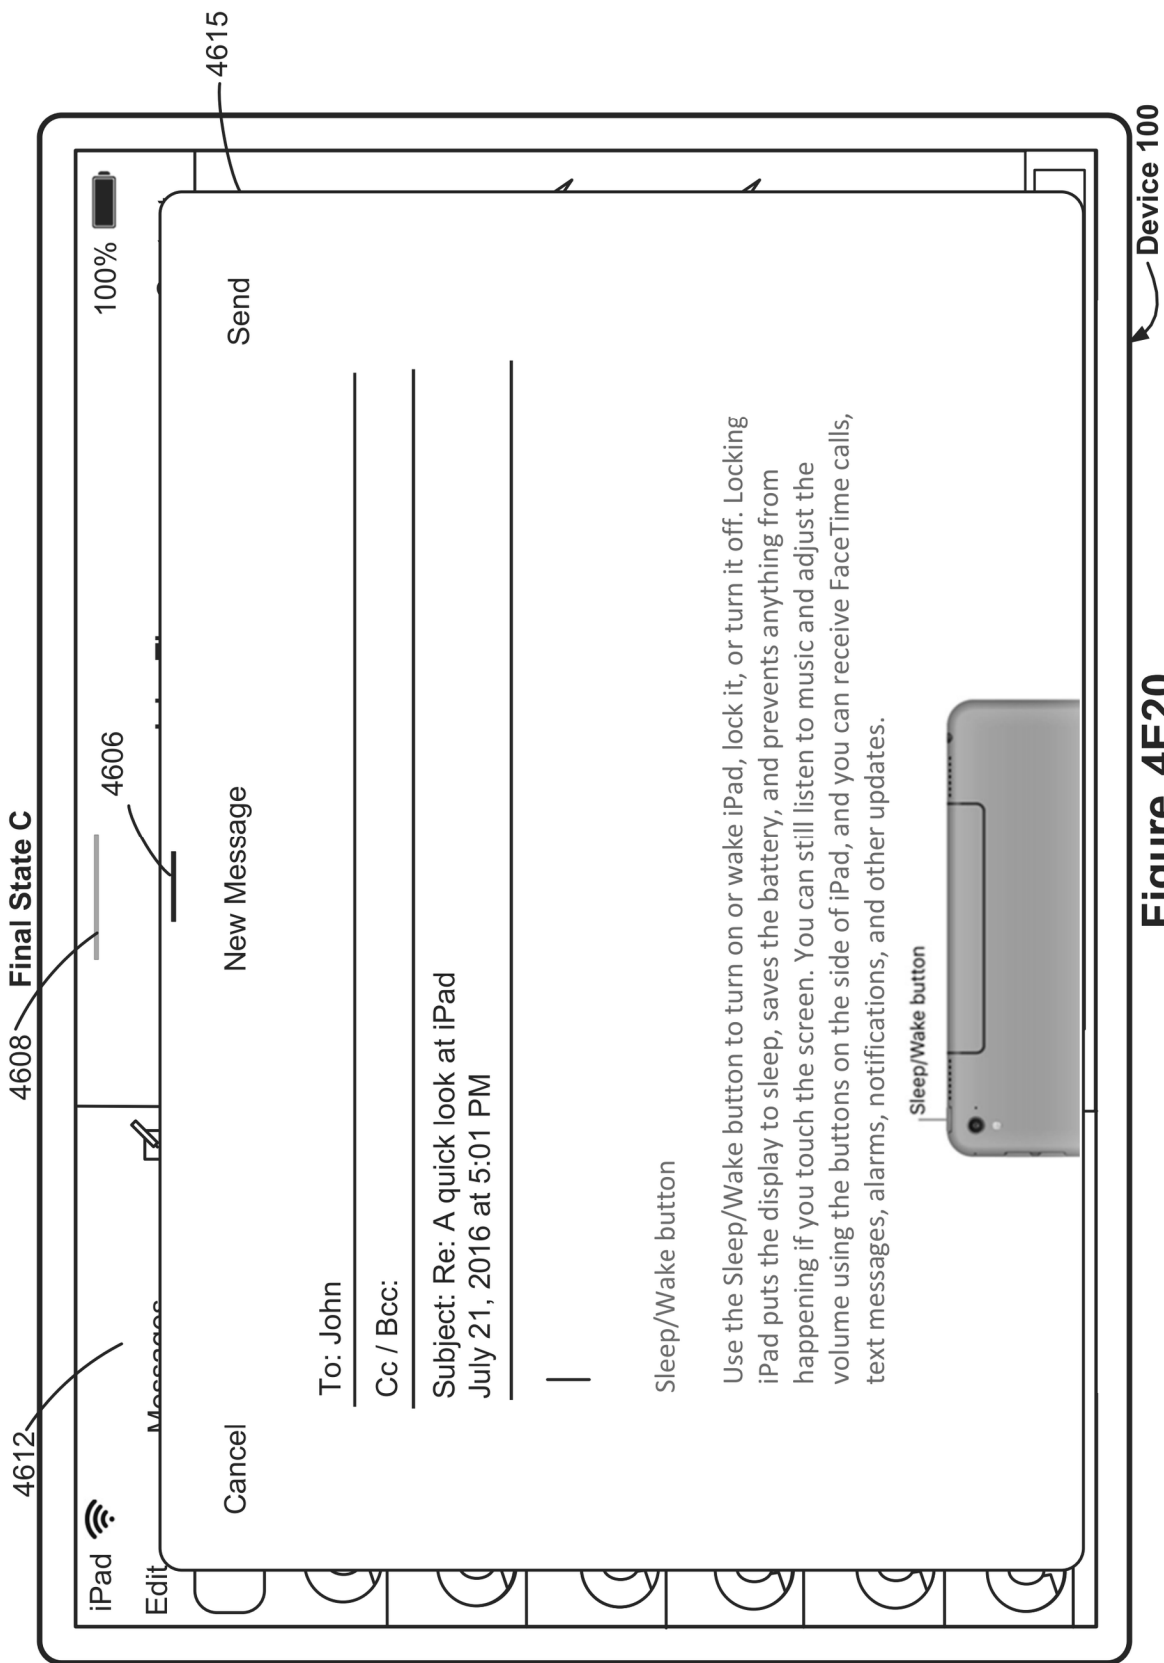 Final State C
4608
4612
4606
4615
iPad
100%
Edit
Messages
Cancel
New Message
Send
To: John
Cc / Bcc:
Subject: Re: A quick look at iPad
July 21, 2016 at 5:01 PM
Sleep/Wake button
Use the Sleep/Wake button to turn on or wake iPad, lock it, or turn it off. Locking
iPad puts the display to sleep, saves the battery, and prevents anything from
happening if you touch the screen. You can still listen to music and adjust the
volume using the buttons on the side of iPad, and you can receive FaceTime calls,
text messages, alarms, notifications, and other updates.
Sleep/Wake button
Device 100
Figure 4E20